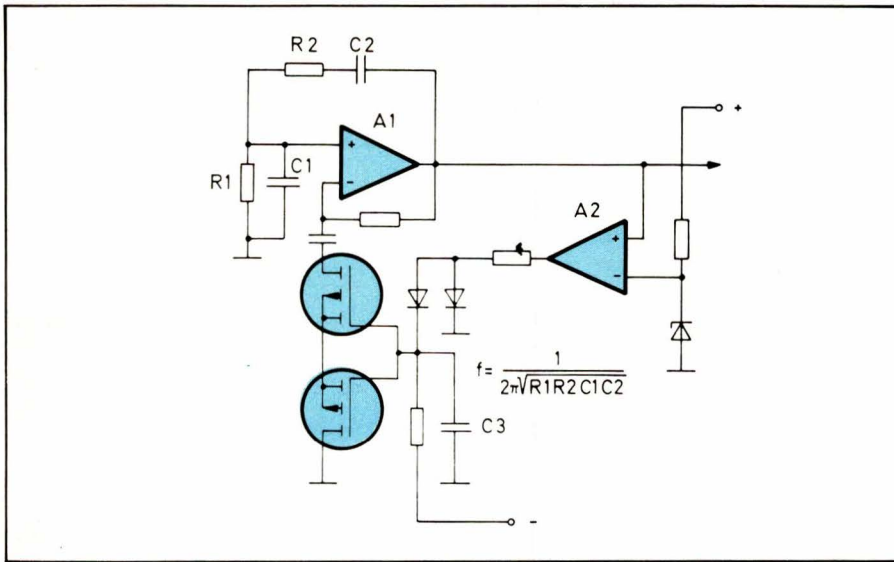 R2 C2
A1
+
R1 C1
-
A2
+
+
-
f= 1
2π√R1R2C1C2
C3
-